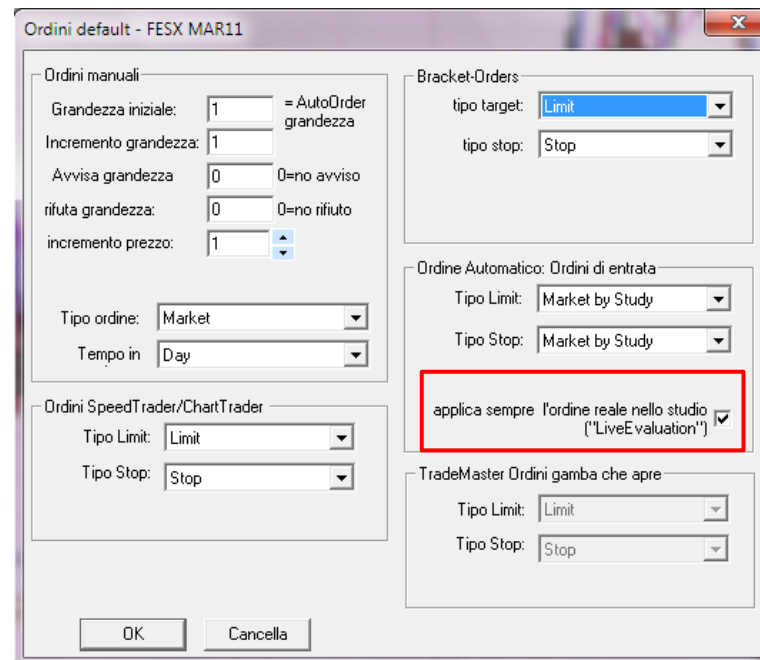 Ordini default - FESX MAR11
Ordini manuali
Grandezza iniziale: 1 = AutoOrder
grandezza
Incremento grandezza: 1
Avvisa grandezza 0 0=no avviso
rifiuta grandezza: 0 0=no rifiuto
incremento prezzo: 1
Tipo ordine: Market
Tempo in Day
Ordini SpeedTrader/ChartTrader
Tipo Limit: Limit
Tipo Stop: Stop
Bracket-Orders
tipo target: Limit
tipo stop: Stop
Ordine Automatico: Ordini di entrata
Tipo Limit: Market by Study
Tipo Stop: Market by Study
applica sempre l'ordine reale nello studio
("LiveEvaluation")
TradeMaster Ordini gamba che apre
Tipo Limit: Limit
Tipo Stop: Stop
OK Cancella